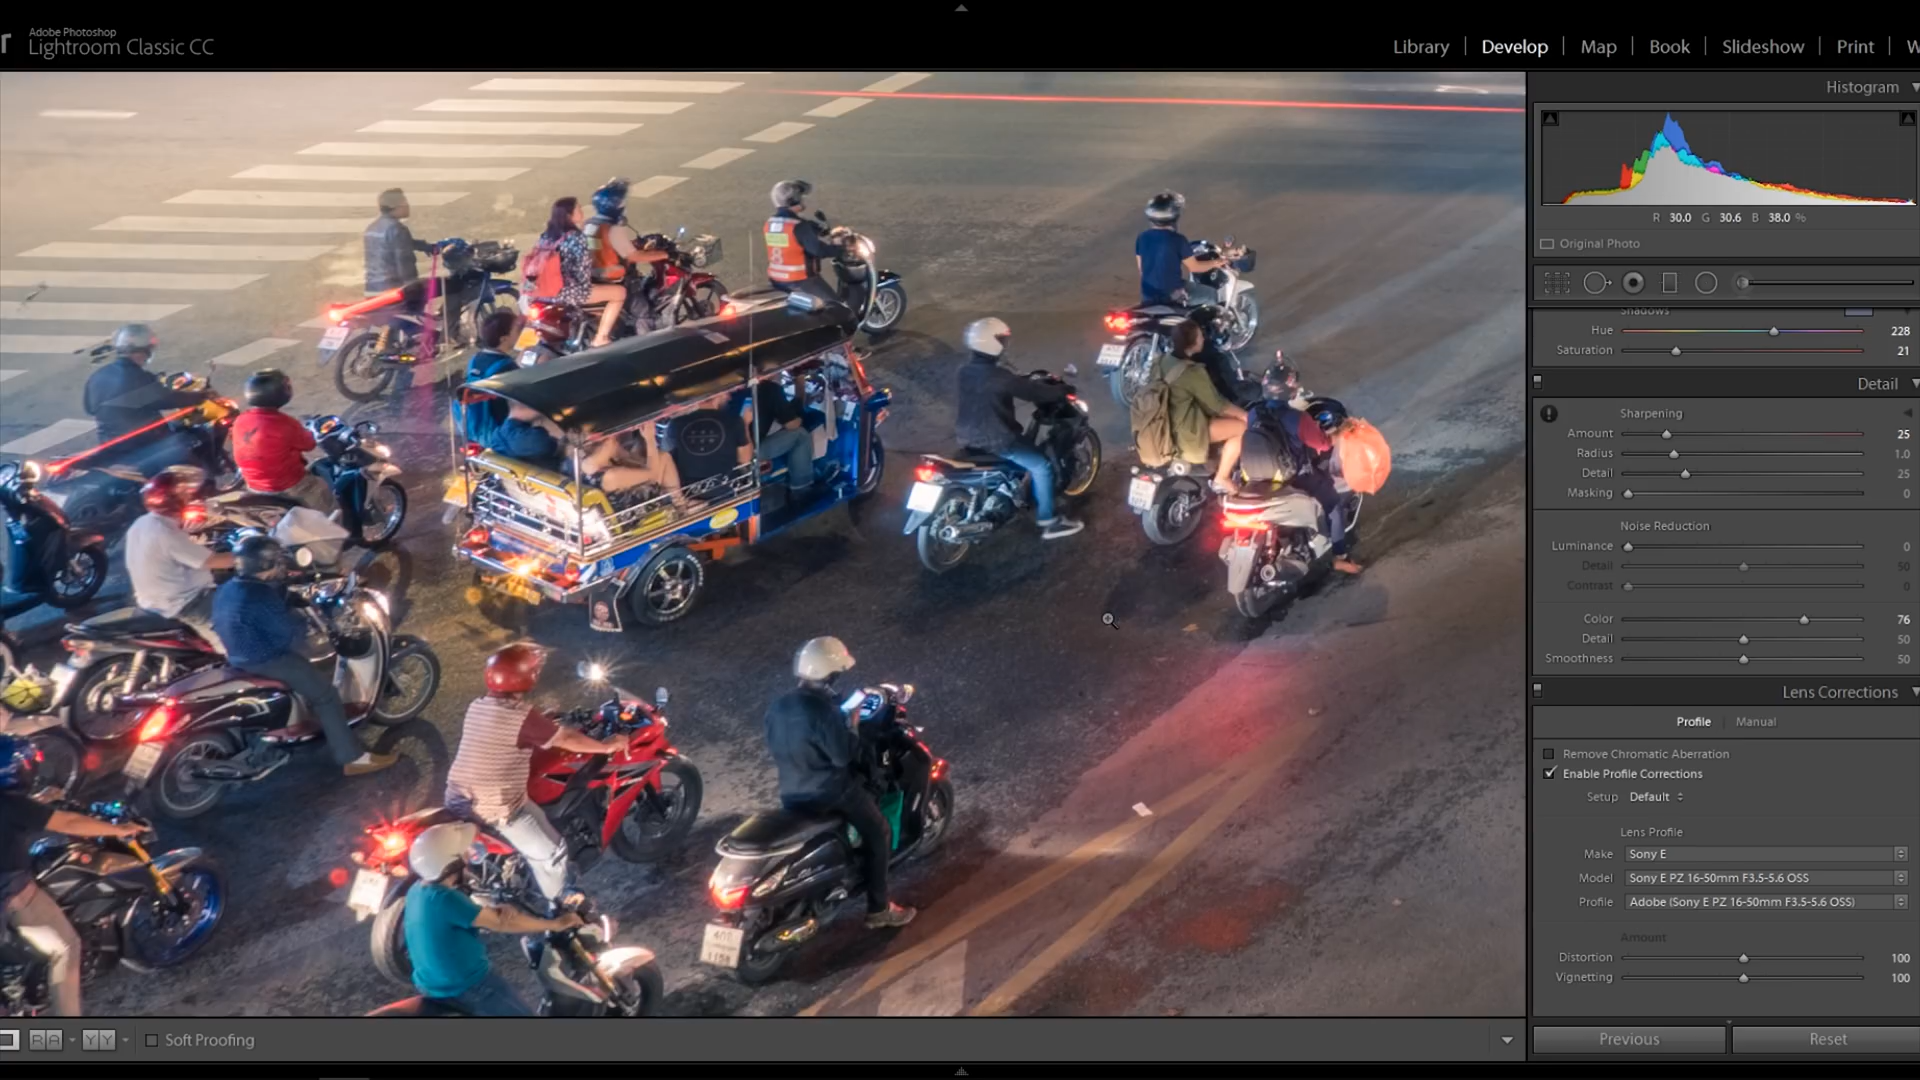 Adobe Photoshop
Lightroom Classic CC
Library | Develop | Map | Book | Slideshow | Print | W
Histogram
R 30.0 G 30.6 B 38.0 %
Original Photo
Shadows
Hue 228
Saturation 21
Detail
Sharpening
Amount 25
Radius 1.0
Detail 25
Masking 0
Noise Reduction
Luminance 0
Detail 50
Contrast 0
Color 76
Detail 50
Smoothness 50
Lens Corrections
Profile Manual
Remove Chromatic Aberration
Enable Profile Corrections
Setup Default
Lens Profile
Make Sony E
Model Sony E PZ 16-50mm F3.5-5.6 OSS
Profile Adobe (Sony E PZ 16-50mm F3.5-5.6 OSS)
Amount
Distortion 100
Vignetting 100
R A Y Y Soft Proofing
Previous Reset
8